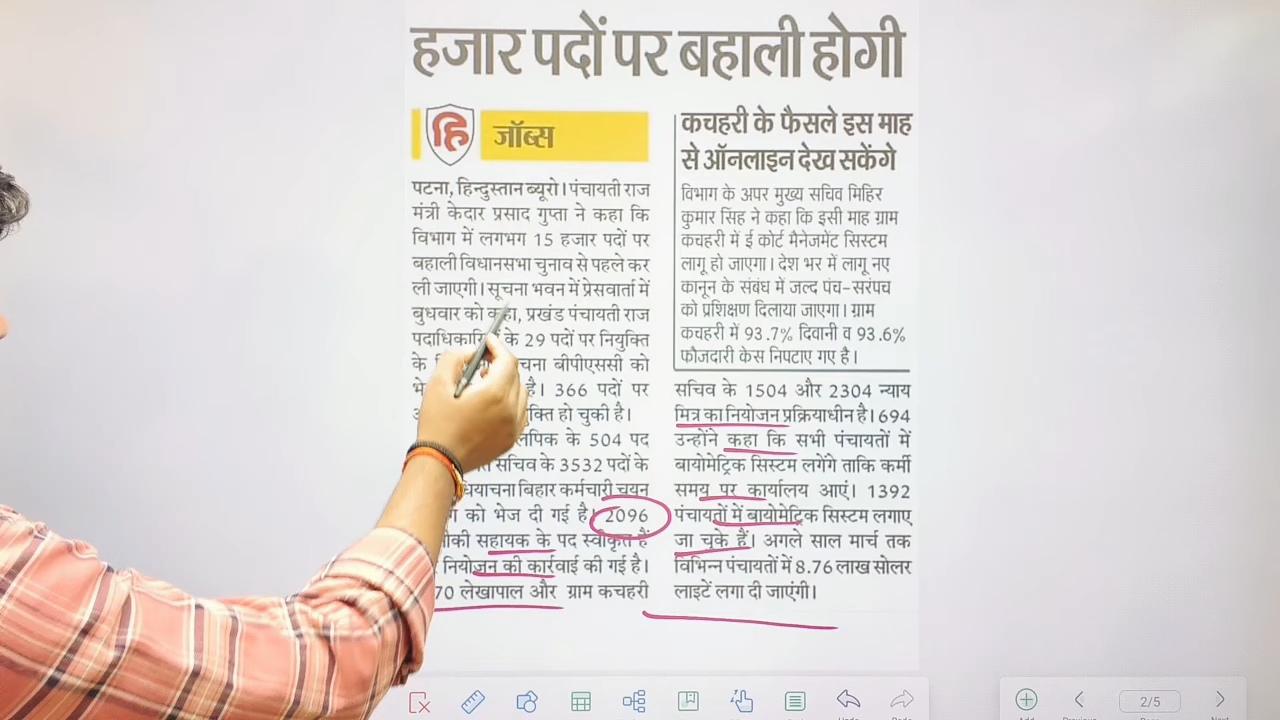 हजार पदों पर बहाली होगी
हि जॉब्स
पटना, हिन्दुस्तान ब्यूरो। पंचायती राज
मंत्री केदार प्रसाद गुप्ता ने कहा कि
विभाग में लगभग 15 हजार पदों पर
बहाली विधानसभा चुनाव से पहले कर
ली जाएगी। सूचना भवन में प्रेसवार्ता में
बुधवार को कहा, प्रखंड पंचायती राज
के 29 पदों पर नियुक्ति
के चना बीपीएससी को
है। 366 पदों पर
हो चुकी है।
के 504 पद
सचिव के 3532 पदों के
बिहार कर्मचारी चयन
को भेज दी गई है। 2096
सहायक के पद स्वीकृत हैं
नियोजन की कार्रवाई की गई है।
70 लेखापाल और ग्राम कचहरी
कचहरी के फैसले इस माह
से ऑनलाइन देख सकेंगे
विभाग के अपर मुख्य सचिव मिहिर
कुमार सिंह ने कहा कि इसी माह ग्राम
कचहरी में ई कोर्ट मैनेजमेंट सिस्टम
लागू हो जाएगा। देश भर में लागू नए
कानून के संबंध में जल्द पंच-सरपंच
को प्रशिक्षण दिलाया जाएगा। ग्राम
कचहरी में 93.7% दिवानी व 93.6%
फौजदारी केस निपटाए गए है।
सचिव के 1504 और 2304 न्याय
मित्र का नियोजन प्रक्रियाधीन है। 694
उन्होंने कहा कि सभी पंचायतों में
बायोमेट्रिक सिस्टम लगेंगे ताकि कर्मी
समय पर कार्यालय आएं। 1392
पंचायतों में बायोमेट्रिक सिस्टम लगाए
जा चुके हैं। अगले साल मार्च तक
विभिन्न पंचायतों में 8.76 लाख सोलर
लाइटें लगा दी जाएंगी।
2/5